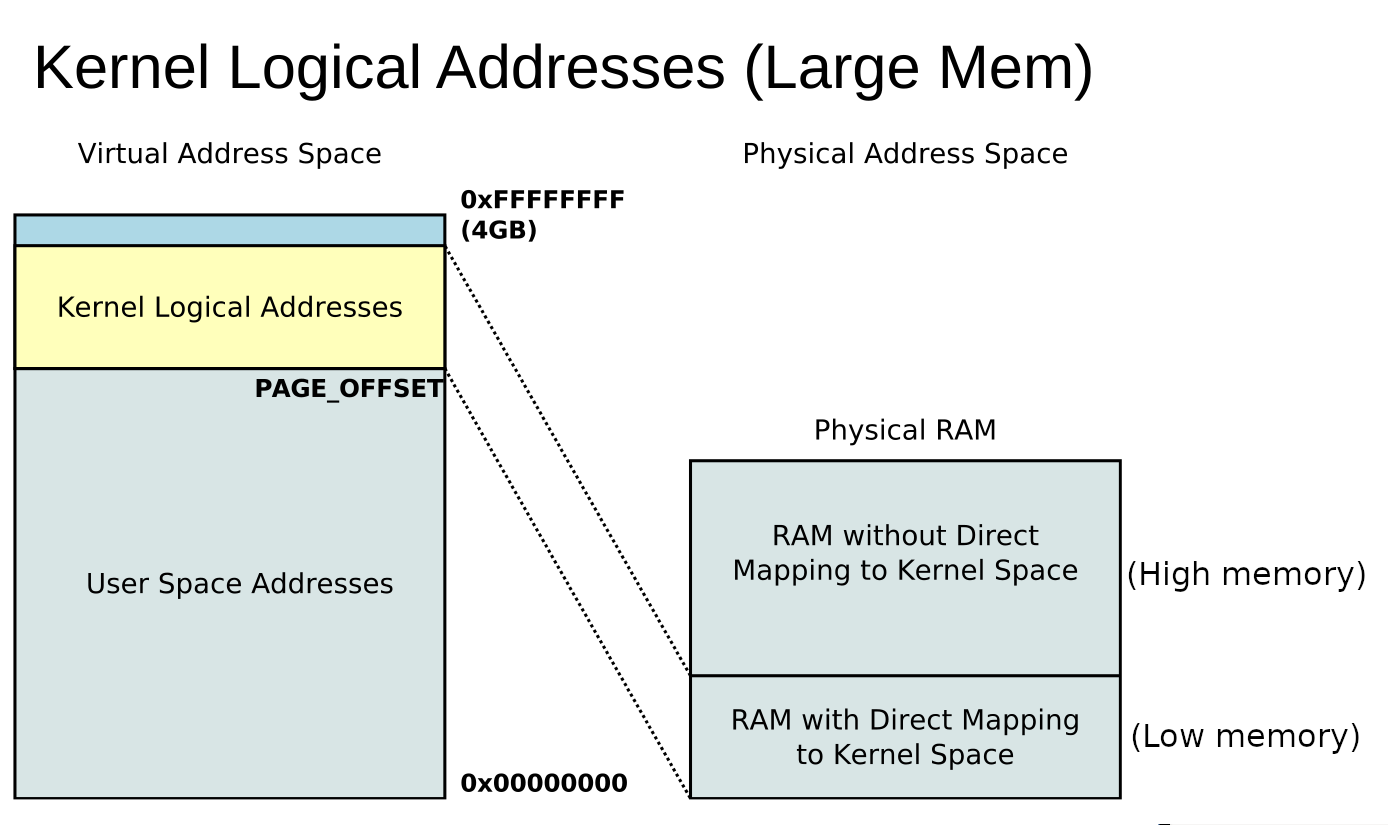 Kernel Logical Addresses (Large Mem)
Virtual Address Space
Physical Address Space
0xFFFFFFFF
(4GB)
Kernel Logical Addresses
PAGE_OFFSET
User Space Addresses
0x00000000
Physical RAM
RAM without Direct
Mapping to Kernel Space
(High memory)
RAM with Direct Mapping
to Kernel Space
(Low memory)